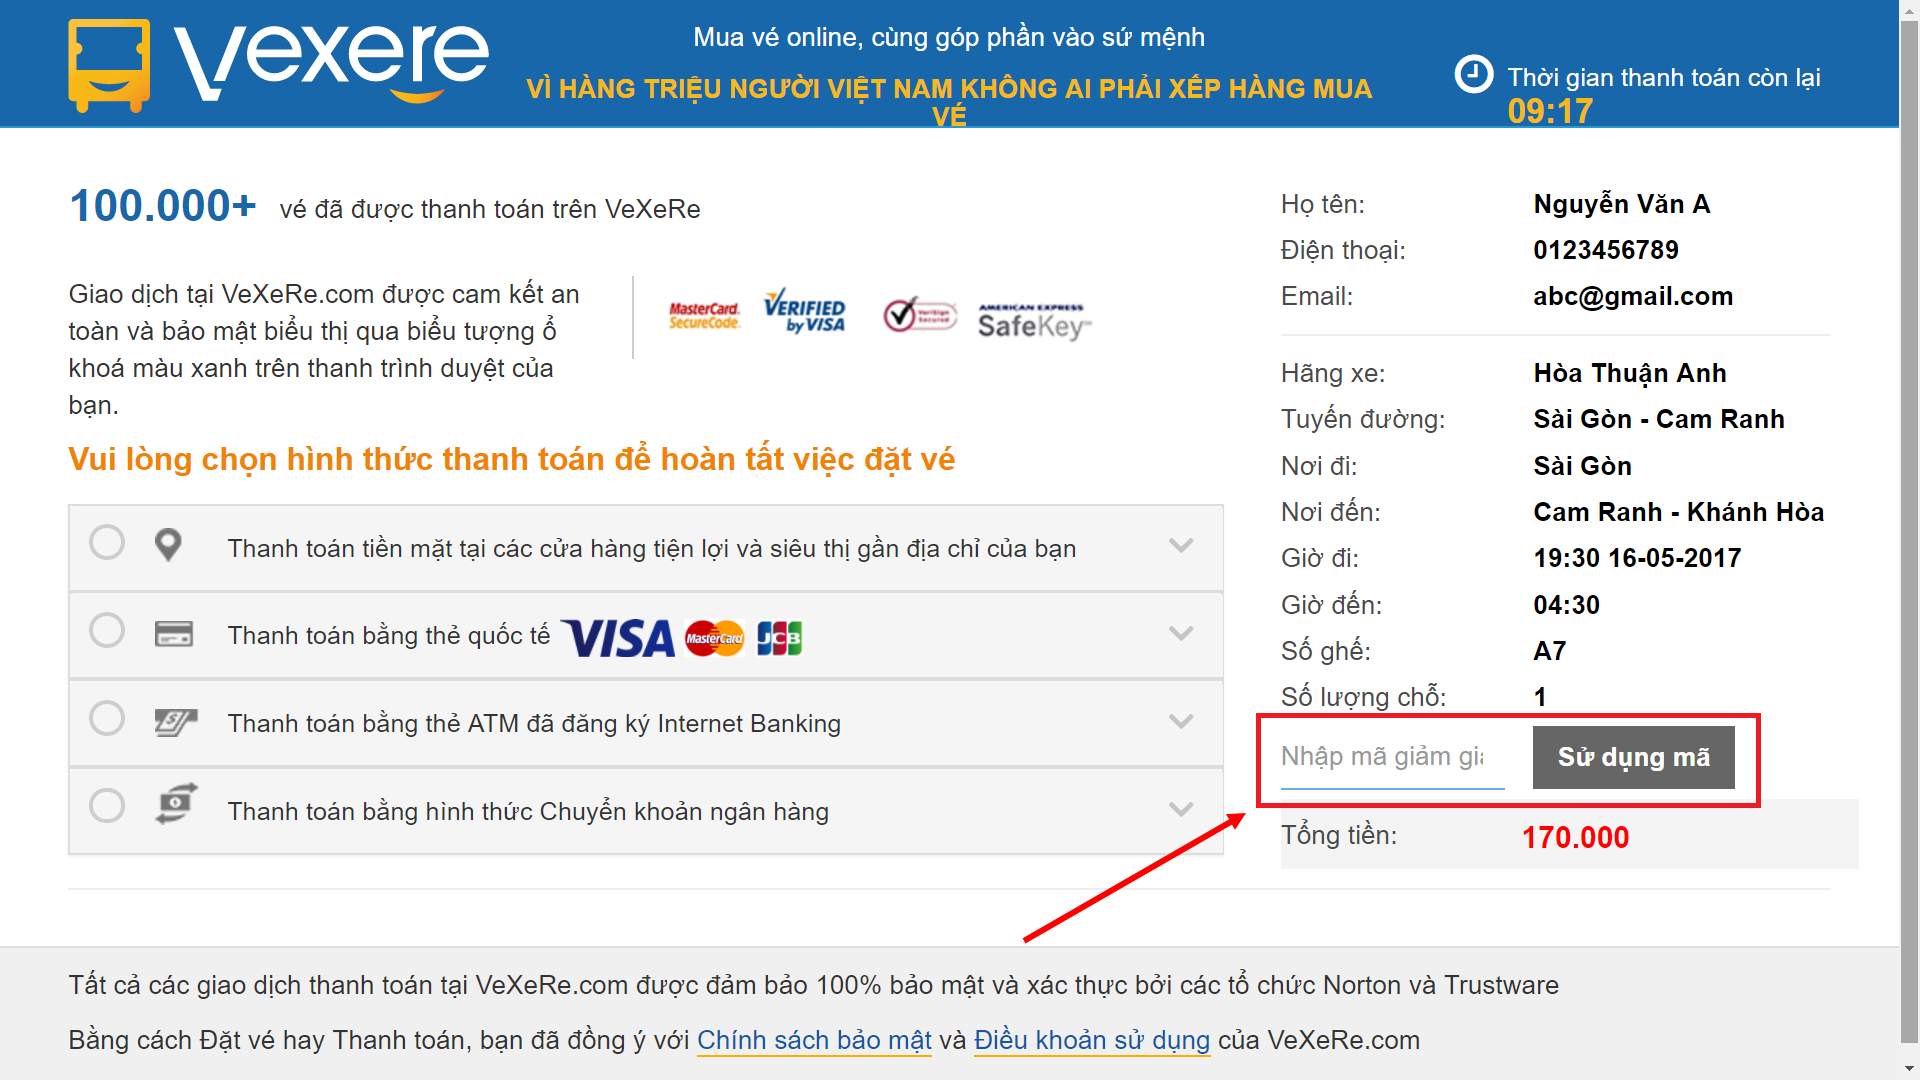 vexere
Mua vé online, cùng góp phần vào sứ mệnh
VÌ HÀNG TRIỆU NGƯỜI VIỆT NAM KHÔNG AI PHẢI XẾP HÀNG MUA
VÉ
Thời gian thanh toán còn lại
09:17
100.000+ vé đã được thanh toán trên VeXeRe
Giao dịch tại VeXeRe.com được cam kết an
toàn và bảo mật biểu thị qua biểu tượng ổ
khoá màu xanh trên thanh trình duyệt của
bạn.
MasterCard.
SecureCode.
VERIFIED
by VISA
VeriSign
Secured
AMERICAN EXPRESS
SafeKey
Vui lòng chọn hình thức thanh toán để hoàn tất việc đặt vé
Thanh toán tiền mặt tại các cửa hàng tiện lợi và siêu thị gần địa chỉ của bạn
Thanh toán bằng thẻ quốc tế VISA MasterCard JCB
Thanh toán bằng thẻ ATM đã đăng ký Internet Banking
Thanh toán bằng hình thức Chuyển khoản ngân hàng
Họ tên: Nguyễn Văn A
Điện thoại: 0123456789
Email: abc@gmail.com
Hãng xe: Hòa Thuận Anh
Tuyến đường: Sài Gòn - Cam Ranh
Nơi đi: Sài Gòn
Nơi đến: Cam Ranh - Khánh Hòa
Giờ đi: 19:30 16-05-2017
Giờ đến: 04:30
Số ghế: A7
Số lượng chỗ: 1
Nhập mã giảm giá Sử dụng mã
Tổng tiền: 170.000
Tất cả các giao dịch thanh toán tại VeXeRe.com được đảm bảo 100% bảo mật và xác thực bởi các tổ chức Norton và Trustware
Bằng cách Đặt vé hay Thanh toán, bạn đã đồng ý với Chính sách bảo mật và Điều khoản sử dụng của VeXeRe.com